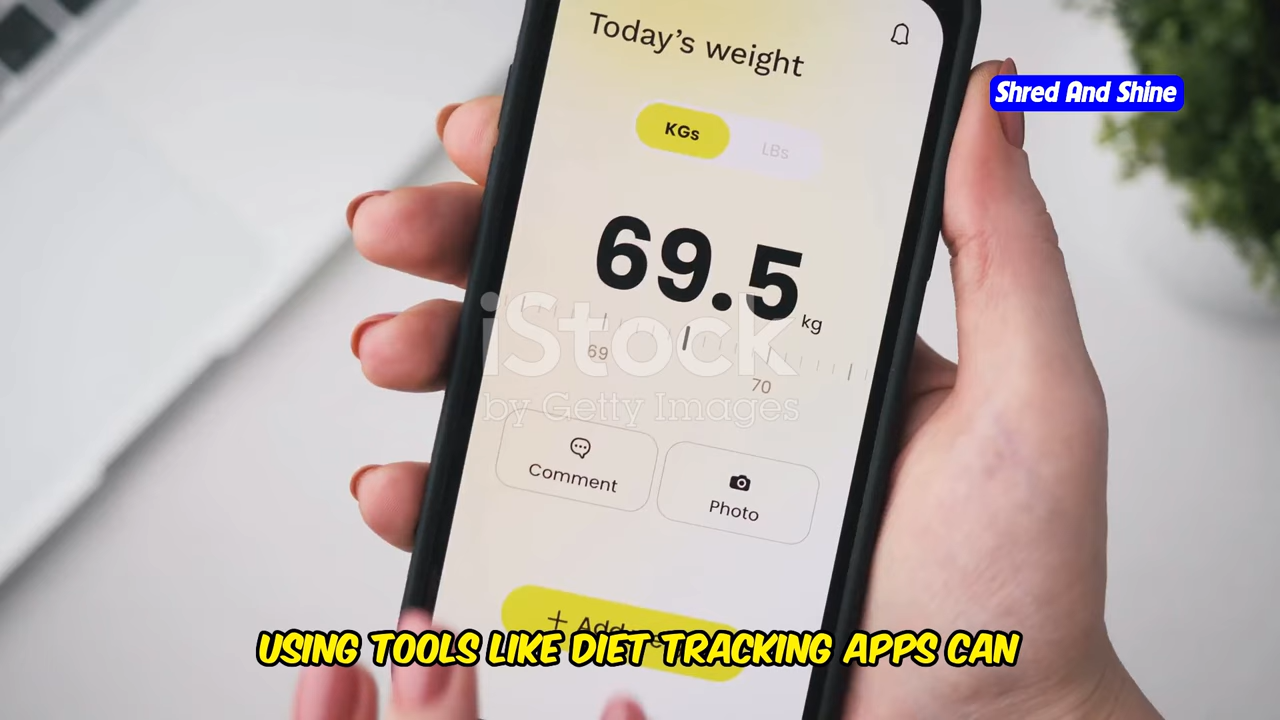 Today's weight
Shred And Shine
KGs
LBs
69.5
kg
iStock
69
70
by Getty Images
Comment
Photo
USING TOOLS LIKE DIET TRACKING APPS CAN